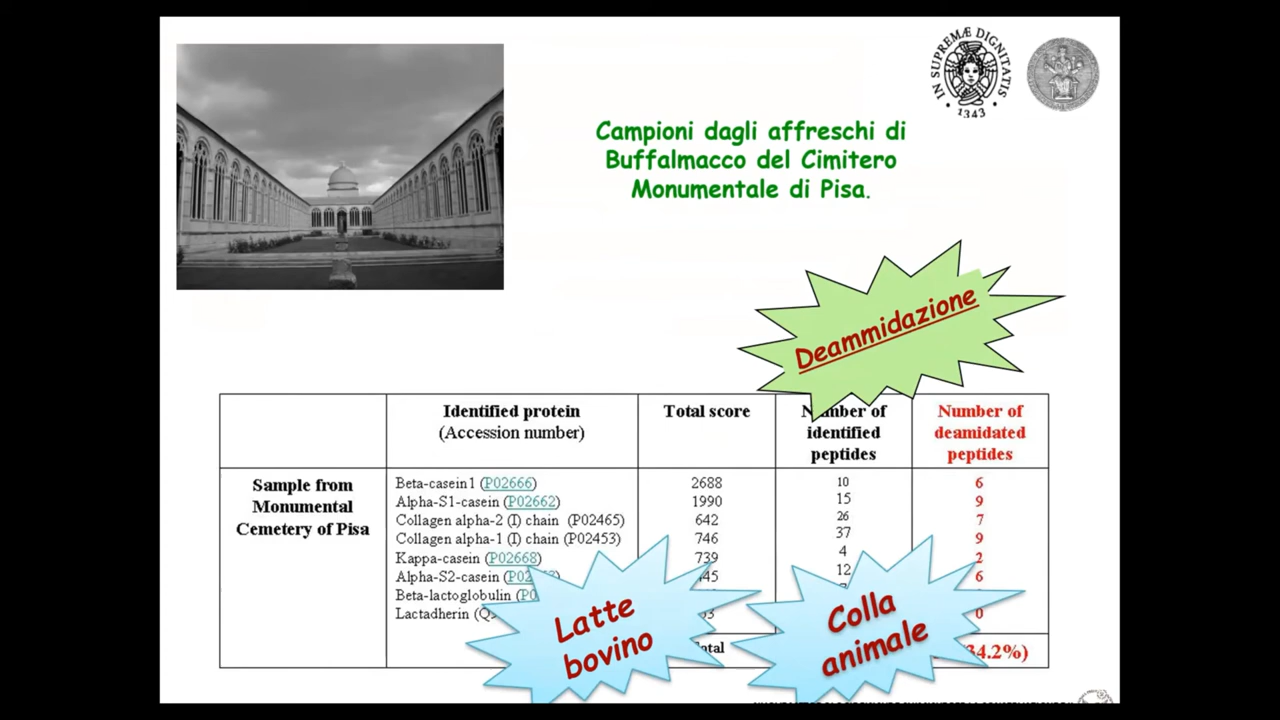 IN SUPREMÆ DIGNITATIS
• 1343 •
Campioni dagli affreschi di
Buffalmacco del Cimitero
Monumentale di Pisa.
Deammidazione
Identified protein
(Accession number)
Total score
Number of
identified
peptides
Number of
deamidated
peptides
Sample from
Monumental
Cemetery of Pisa
Beta-casein1 (P02666) 2688 10 6
Alpha-S1-casein (P02662) 1990 15 9
Collagen alpha-2 (I) chain (P02465) 642 26 7
Collagen alpha-1 (I) chain (P02453) 746 37 9
Kappa-casein (P02668) 739 4 2
Alpha-S2-casein 12 6
Beta-lactoglobulin
Lactadherin 0
34.2%)
Latte
bovino
Colla
animale